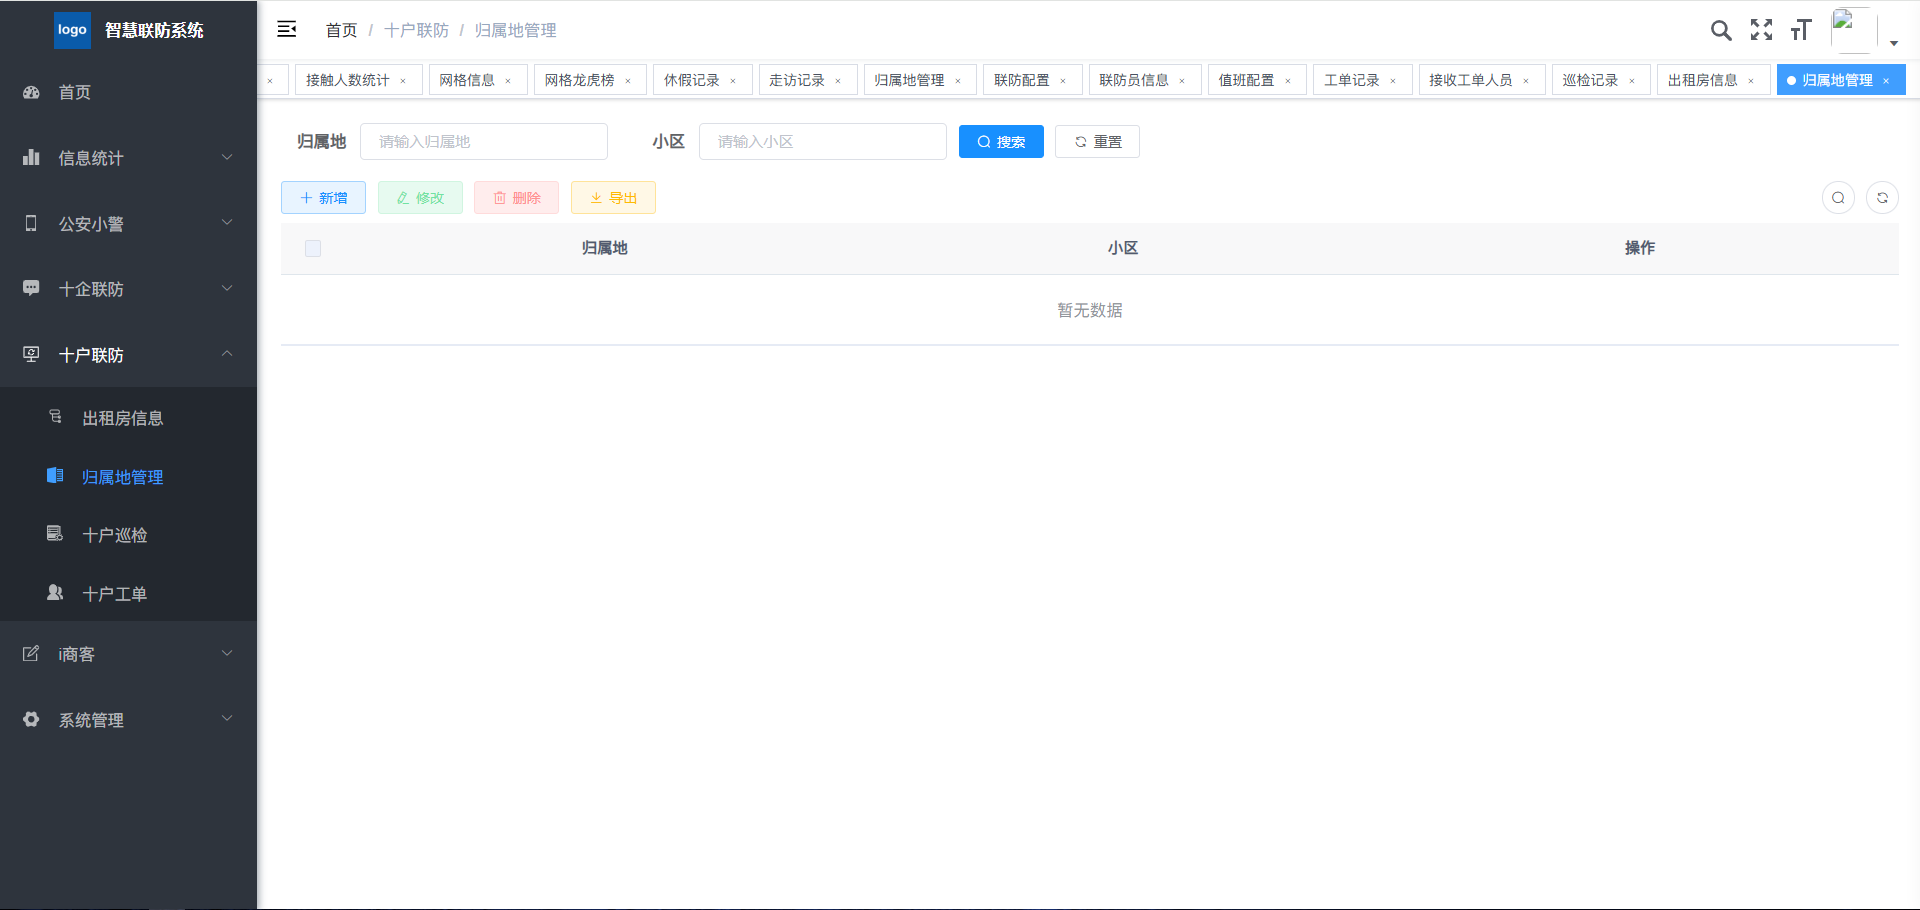 logo 智慧联防系统
首页 / 十户联防 / 归属地管理
接触人数统计 × 网格信息 × 网格龙虎榜 × 休假记录 × 走访记录 × 归属地管理 × 联防配置 × 联防员信息 × 值班配置 × 工单记录 × 接收工单人员 × 巡检记录 × 出租房信息 × 归属地管理 ×
首页
信息统计
公安小警
十企联防
十户联防
出租房信息
归属地管理
十户巡检
十户工单
i商客
系统管理
归属地 请输入归属地 小区 请输入小区 搜索 重置
新增 修改 删除 导出
归属地 小区 操作
暂无数据